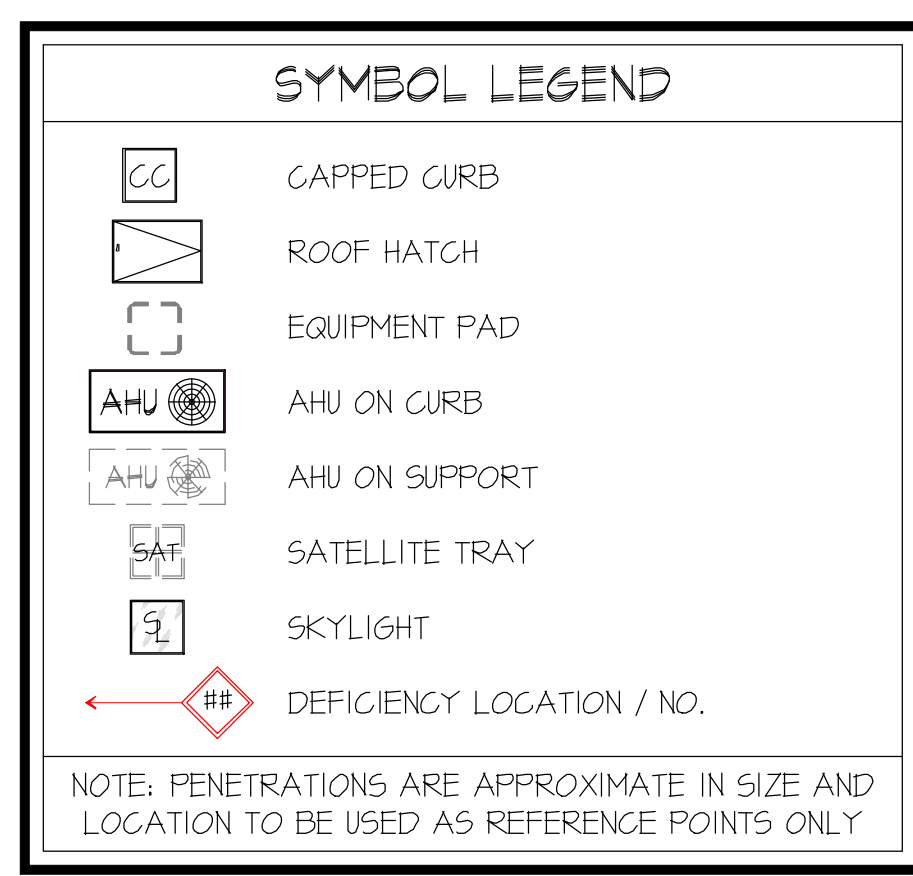 SYMBOL LEGEND
CC CAPPED CURB
ROOF HATCH
EQUIPMENT PAD
AHU AHU ON CURB
AHU AHU ON SUPPORT
SAT SATELLITE TRAY
SL SKYLIGHT
## DEFICIENCY LOCATION / NO.
NOTE: PENETRATIONS ARE APPROXIMATE IN SIZE AND
LOCATION TO BE USED AS REFERENCE POINTS ONLY